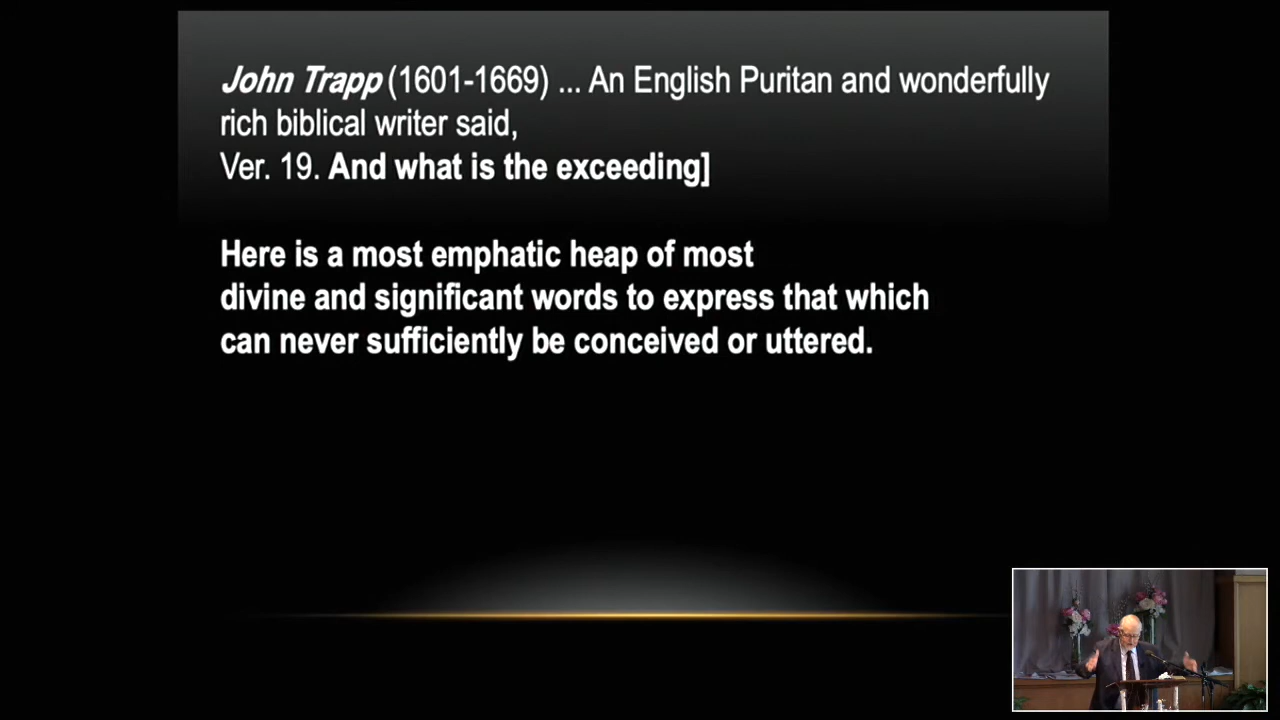 John Trapp (1601-1669) ... An English Puritan and wonderfully
rich biblical writer said,
Ver. 19. And what is the exceeding]
Here is a most emphatic heap of most
divine and significant words to express that which
can never sufficiently be conceived or uttered.